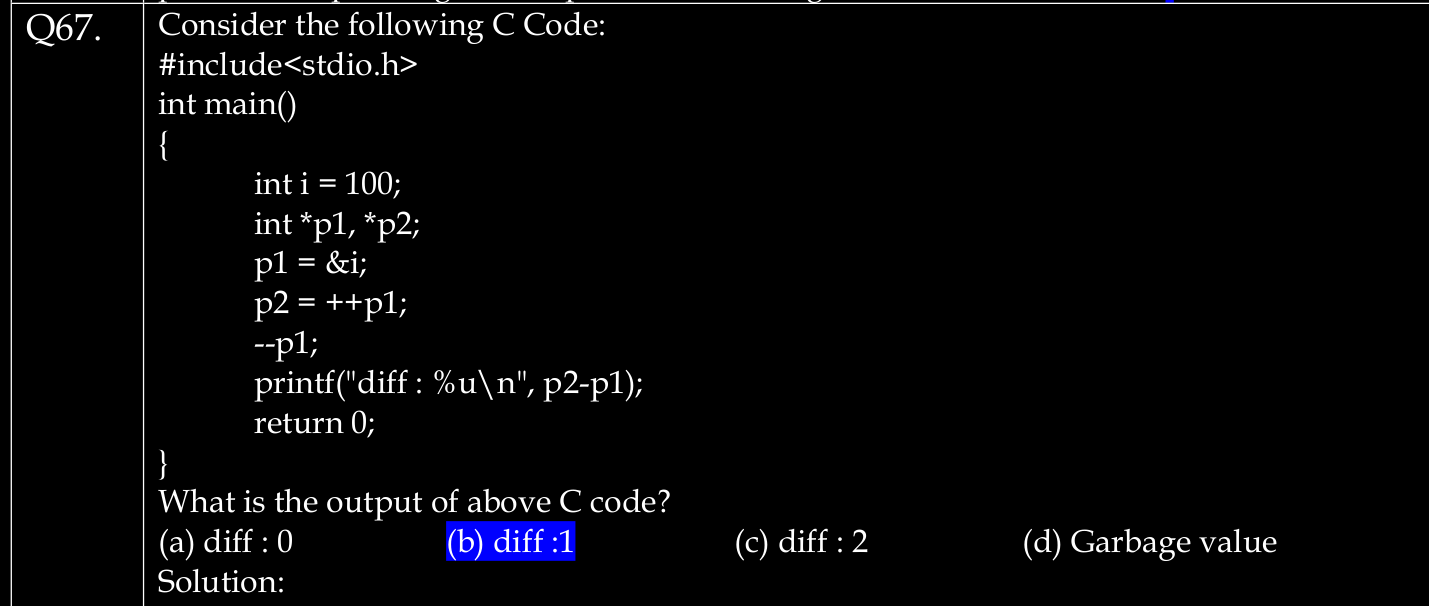 Q67.
Consider the following C Code:
#include<stdio.h>
int main()
{
int i = 100;
int *p1, *p2;
p1 = &i;
p2 = ++p1;
--p1;
printf("diff : %u\n", p2-p1);
return 0;
}
What is the output of above C code?
(a) diff : 0 (b) diff :1 (c) diff : 2 (d) Garbage value
Solution: